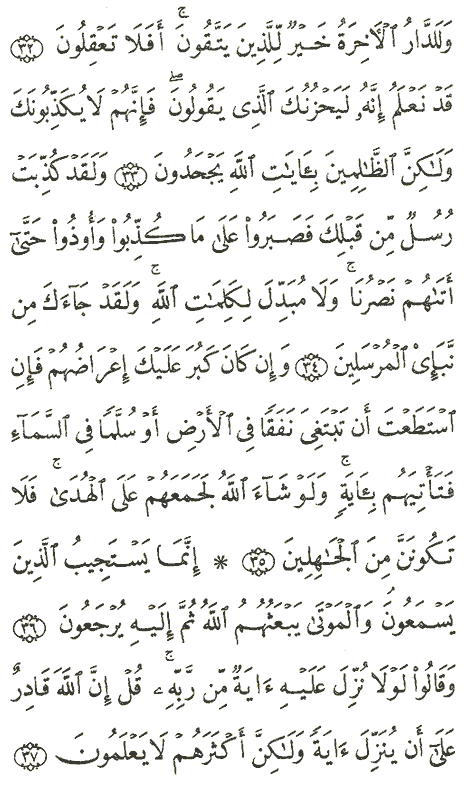 وَلَلدَّارُ ٱلْأٓخِرَةُ خَيْرٌ لِّلَّذِينَ يَتَّقُونَ ۚ أَفَلَا تَعْقِلُونَ ٣٢
قَدْ نَعْلَمُ إِنَّهُۥ لَيَحْزُنُكَ ٱلَّذِى يَقُولُونَ ۖ فَإِنَّهُمْ لَا يُكَذِّبُونَكَ
وَلَٰكِنَّ ٱلظَّٰلِمِينَ بِـَٔايَٰتِ ٱللَّهِ يَجْحَدُونَ ٣٣ وَلَقَدْ كُذِّبَتْ
رُسُلٌ مِّن قَبْلِكَ فَصَبَرُوا۟ عَلَىٰ مَا كُذِّبُوا۟ وَأُوذُوا۟ حَتَّىٰٓ
أَتَىٰهُمْ نَصْرُنَا ۚ وَلَا مُبَدِّلَ لِكَلِمَٰتِ ٱللَّهِ ۚ وَلَقَدْ جَآءَكَ مِن
نَّبَإِى۟ ٱلْمُرْسَلِينَ ٣٤ وَإِن كَانَ كَبُرَ عَلَيْكَ إِعْرَاضُهُمْ فَإِنِ
ٱسْتَطَعْتَ أَن تَبْتَغِىَ نَفَقًا فِى ٱلْأَرْضِ أَوْ سُلَّمًا فِى ٱلسَّمَآءِ
فَتَأْتِيَهُم بِـَٔايَةٍ ۚ وَلَوْ شَآءَ ٱللَّهُ لَجَمَعَهُمْ عَلَى ٱلْهُدَىٰ ۚ فَلَا
تَكُونَنَّ مِنَ ٱلْجَٰهِلِينَ ٣٥ * إِنَّمَا يَسْتَجِيبُ ٱلَّذِينَ
يَسْمَعُونَ ۘ وَٱلْمَوْتَىٰ يَبْعَثُهُمُ ٱللَّهُ ثُمَّ إِلَيْهِ يُرْجَعُونَ ٣٦
وَقَالُوا۟ لَوْلَا نُزِّلَ عَلَيْهِ ءَايَةٌ مِّن رَّبِّهِۦ ۚ قُلْ إِنَّ ٱللَّهَ قَادِرٌ
عَلَىٰٓ أَن يُنَزِّلَ ءَايَةً وَلَٰكِنَّ أَكْثَرَهُمْ لَا يَعْلَمُونَ ٣٧